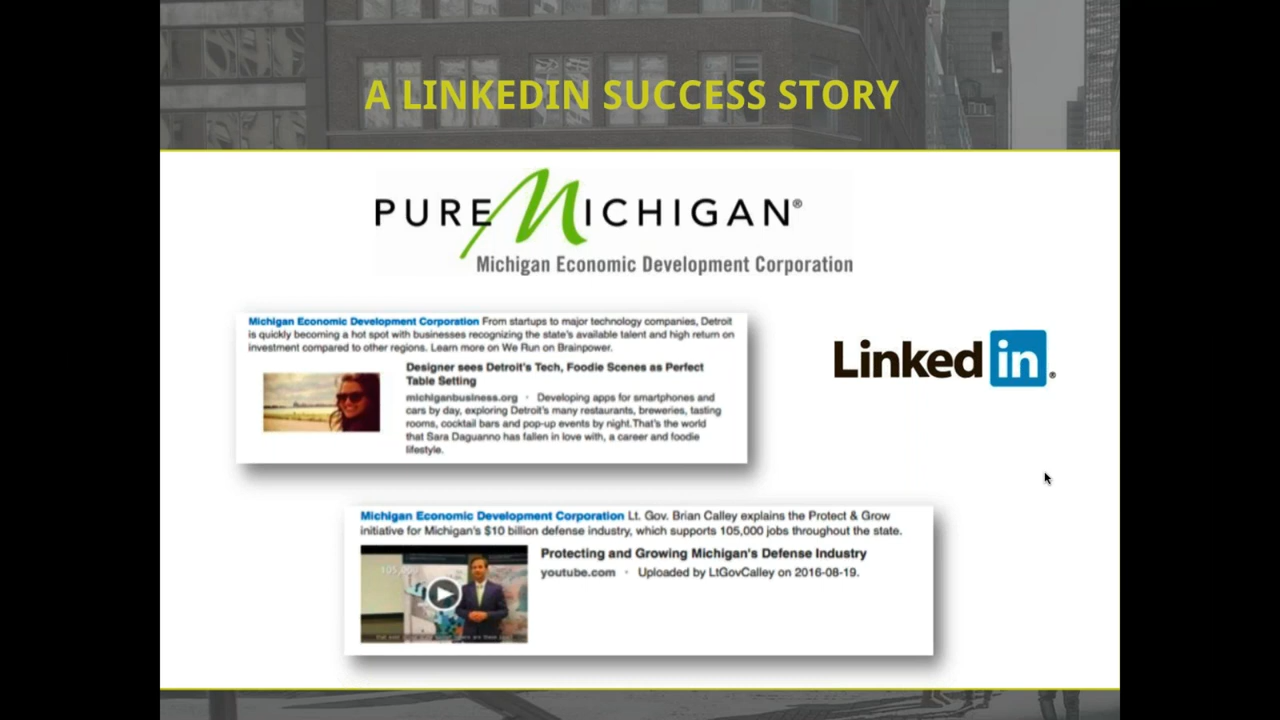 A LINKEDIN SUCCESS STORY
PURE MICHIGAN®
Michigan Economic Development Corporation
Michigan Economic Development Corporation From startups to major technology companies, Detroit
is quickly becoming a hot spot with businesses recognizing the state's available talent and high return on
investment compared to other regions. Learn more on We Run on Brainpower.
Designer sees Detroit's Tech, Foodie Scenes as Perfect
Table Setting
michiganbusiness.org • Developing apps for smartphones and
cars by day, exploring Detroit's many restaurants, breweries, tasting
rooms, cocktail bars and pop-up events by night.That's the world
that Sara Daguanno has fallen in love with, a career and foodie
lifestyle.
Linked in®
Michigan Economic Development Corporation Lt. Gov. Brian Calley explains the Protect & Grow
initiative for Michigan's $10 billion defense industry, which supports 105,000 jobs throughout the state.
Protecting and Growing Michigan's Defense Industry
youtube.com • Uploaded by LtGovCalley on 2016-08-19.